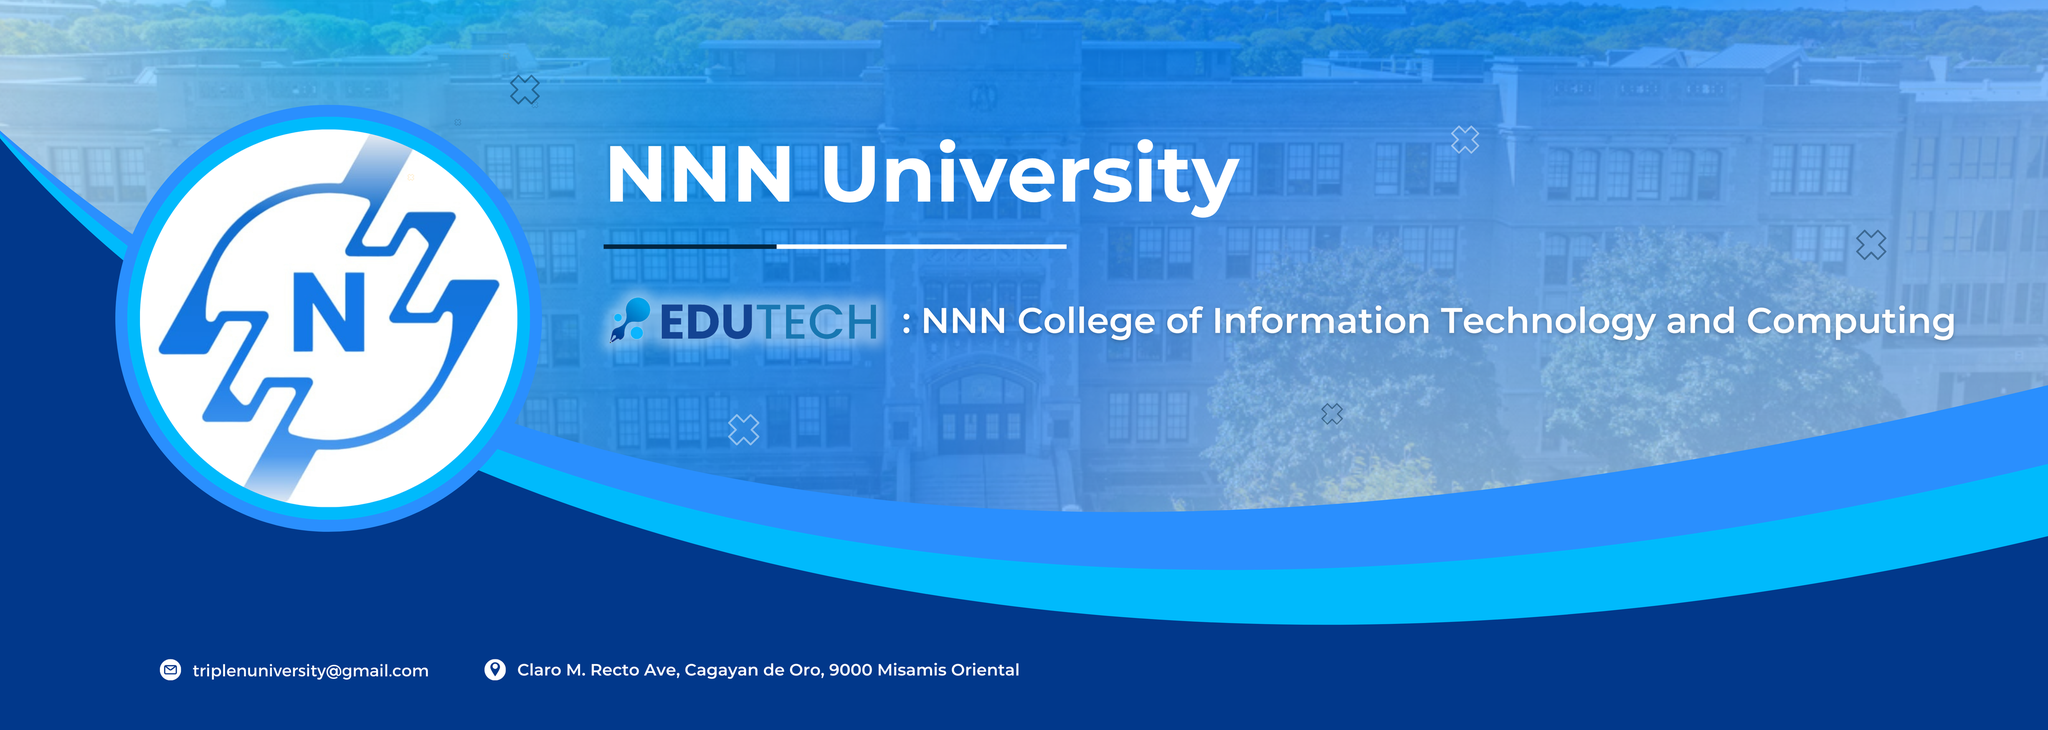 NNN University
N
EDUTECH : NNN College of Information Technology and Computing
triplenuniversity@gmail.com Claro M. Recto Ave, Cagayan de Oro, 9000 Misamis Oriental